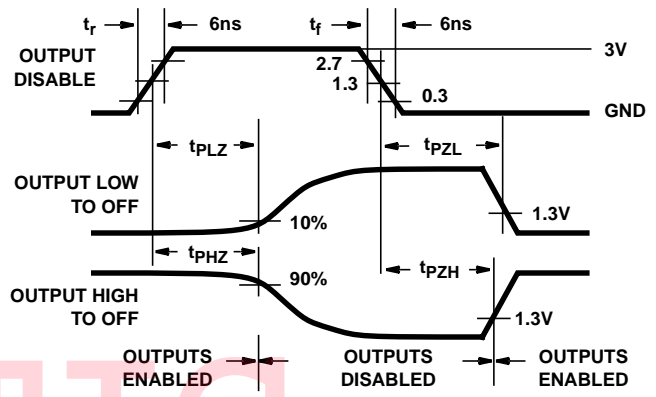 tr 6ns tf 6ns
OUTPUT
DISABLE
3V
2.7
1.3
0.3
GND
tPLZ tPZL
OUTPUT LOW
TO OFF
10%
1.3V
tPHZ
90%
tPZH
OUTPUT HIGH
TO OFF
1.3V
OUTPUTS
ENABLED
OUTPUTS
DISABLED
OUTPUTS
ENABLED